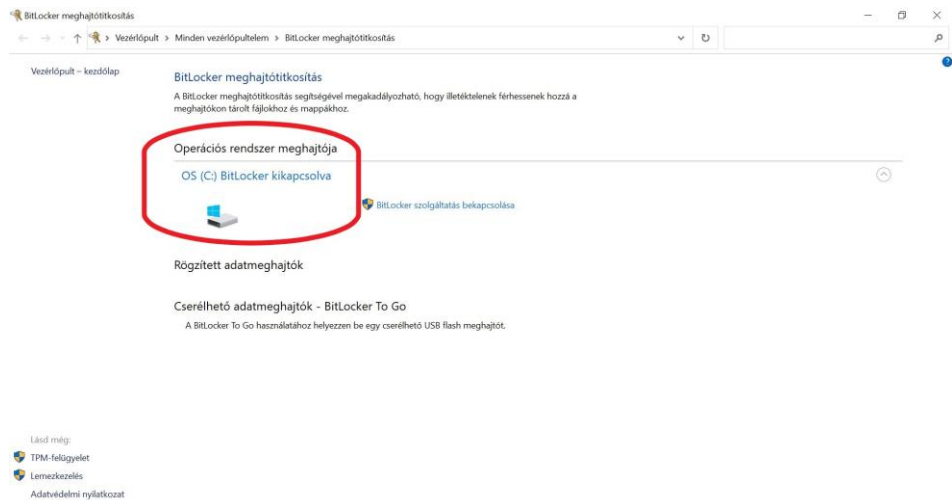 BitLocker meghajtótitkosítás
Vezérlőpult > Minden vezérlőpultelem > BitLocker meghajtótitkosítás
Vezérlőpult – kezdőlap
BitLocker meghajtótitkosítás
A BitLocker meghajtótitkosítás segítségével megakadályozható, hogy illetéktelenek férhessenek hozzá a
meghajtókon tárolt fájlokhoz és mappákhoz.
Operációs rendszer meghajtója
OS (C:) BitLocker kikapcsolva
BitLocker szolgáltatás bekapcsolása
Rögzített adatmeghajtók
Cserélhető adatmeghajtók - BitLocker To Go
A BitLocker To Go használatához helyezzen be egy cserélhető USB flash meghajtót.
Lásd még:
TPM-felügyelet
Lemezkezelés
Adatvédelmi nyilatkozat